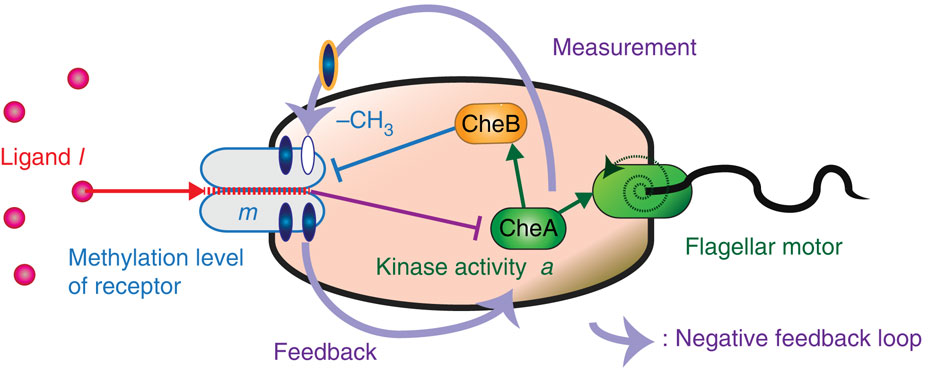 Measurement
–CH3
CheB
Ligand l
m
CheA
Methylation level
of receptor
Kinase activity a
Flagellar motor
Feedback
: Negative feedback loop